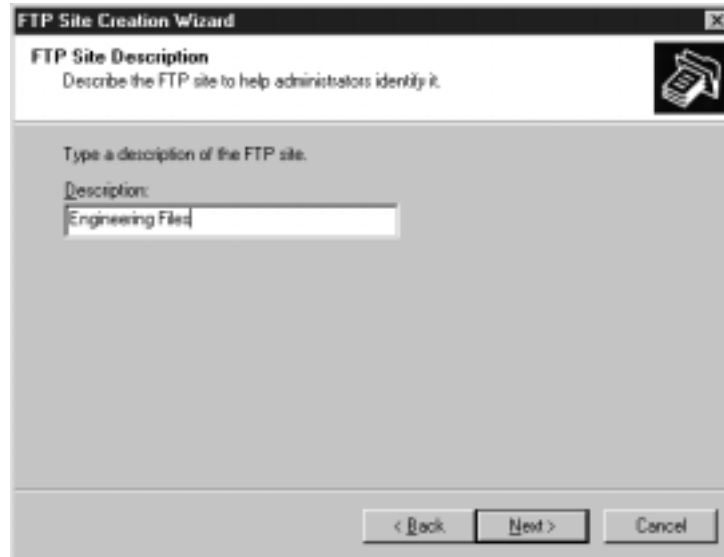 FTP Site Creation Wizard
FTP Site Description
Describe the FTP site to help administrators identify it.
Type a description of the FTP site.
Description:
Engineering Files
< Back
Next >
Cancel